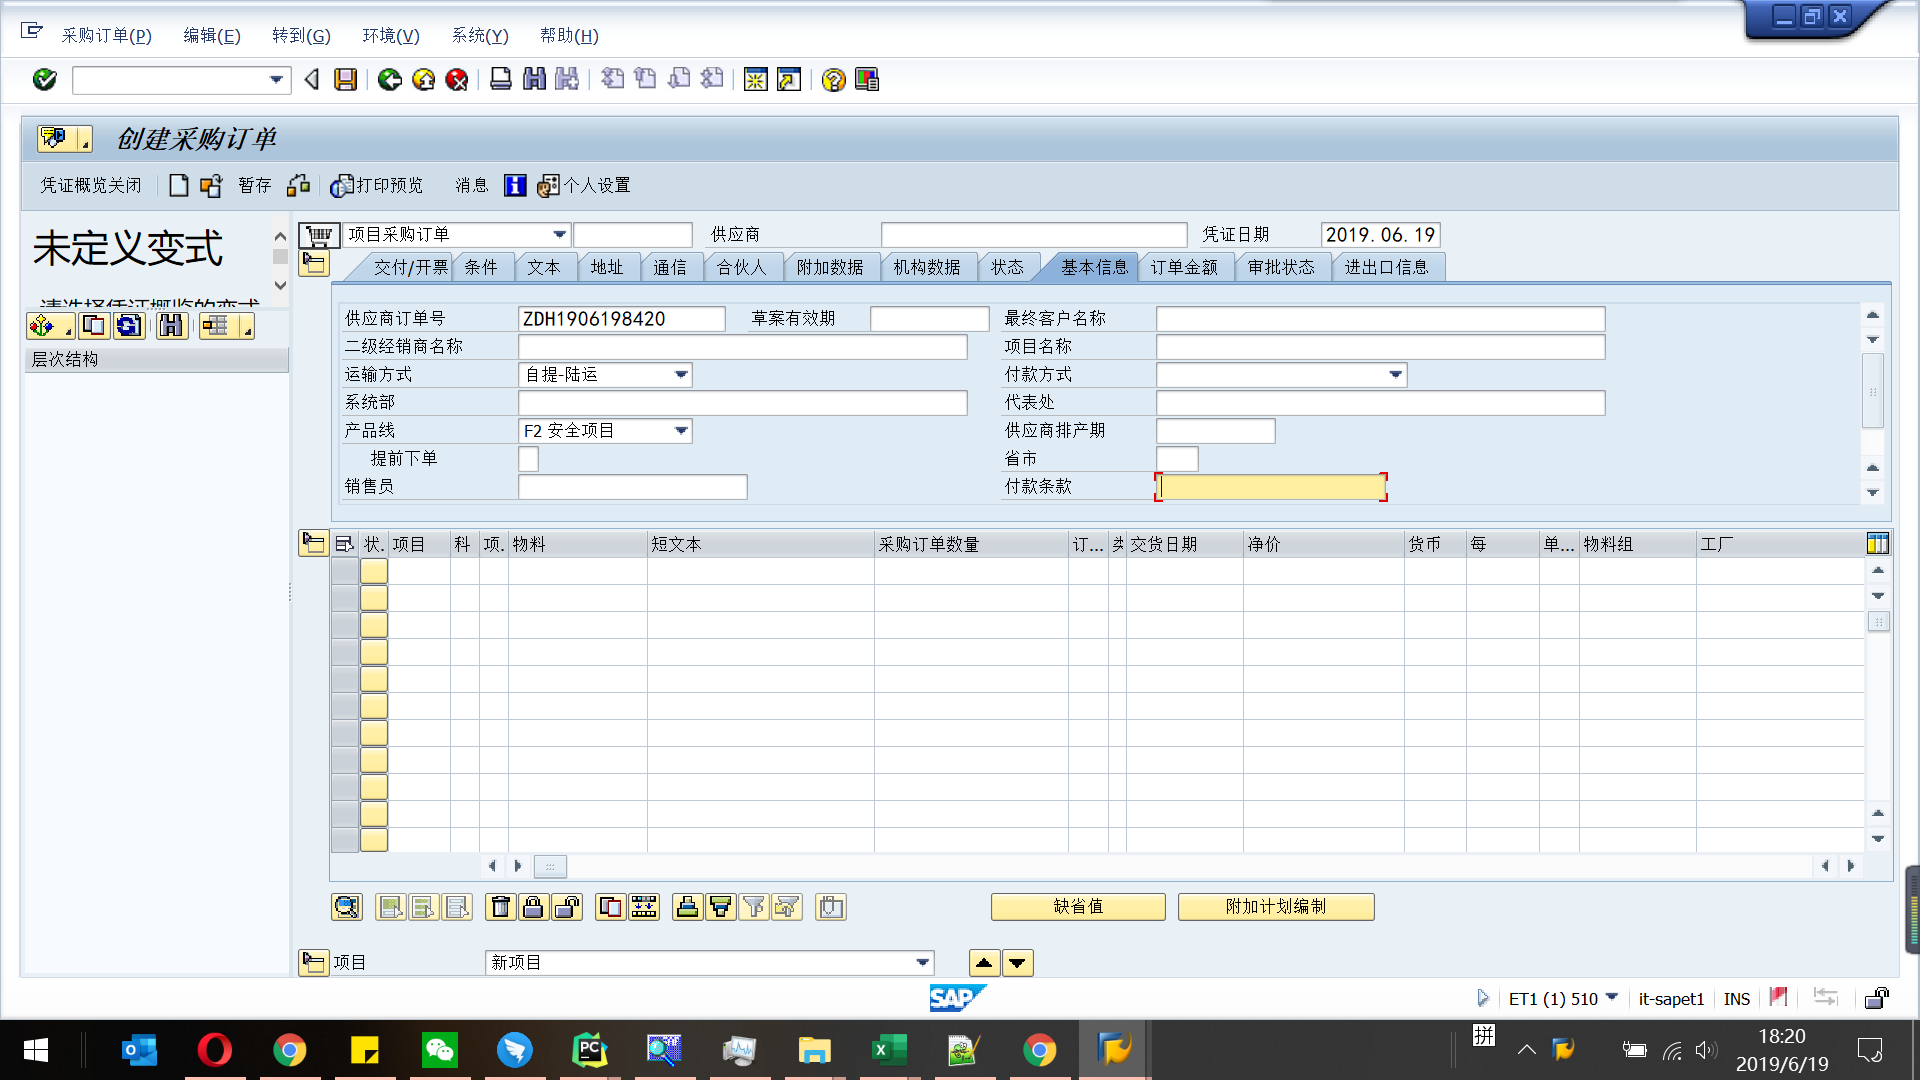 采购订单(P) 编辑(E) 转到(G) 环境(V) 系统(Y) 帮助(H)
创建采购订单
凭证概览关闭 暂存 打印预览 消息 个人设置
未定义变式
请选择凭证概览的变式
层次结构
项目采购订单 供应商 凭证日期 2019.06.19
交付/开票 条件 文本 地址 通信 合伙人 附加数据 机构数据 状态 基本信息 订单金额 审批状态 进出口信息
供应商订单号 ZDH1906198420 草案有效期 最终客户名称
二级经销商名称 项目名称
运输方式 自提-陆运 付款方式
系统部 代表处
产品线 F2 安全项目 供应商排产期
提前下单 省市
销售员 付款条款
状. 项目 科 项. 物料 短文本 采购订单数量 订... 类 交货日期 净价 货币 每 单... 物料组 工厂
缺省值 附加计划编制
项目 新项目
SAP
ET1 (1) 510 it-sapet1 INS
拼
18:20
2019/6/19